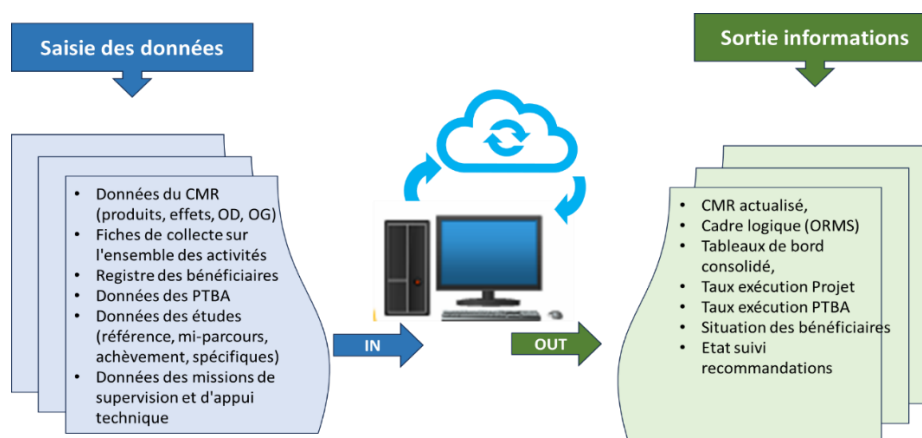 Saisie des données
Sortie informations
• Données du CMR
(produits, effets, OD, OG)
• Fiches de collecte sur
l'ensemble des activités
• Registre des bénéficiaires
• Données des PTBA
• Données des études
(référence, mi-parcours,
achèvement, spécifiques)
• Données des missions de
supervision et d'appui
technique
IN
OUT
• CMR actualisé,
• Cadre logique (ORMS)
• Tableaux de bord
consolidé,
• Taux exécution Projet
• Taux exécution PTBA
• Situation des bénéficiaires
• Etat suivi
recommandations